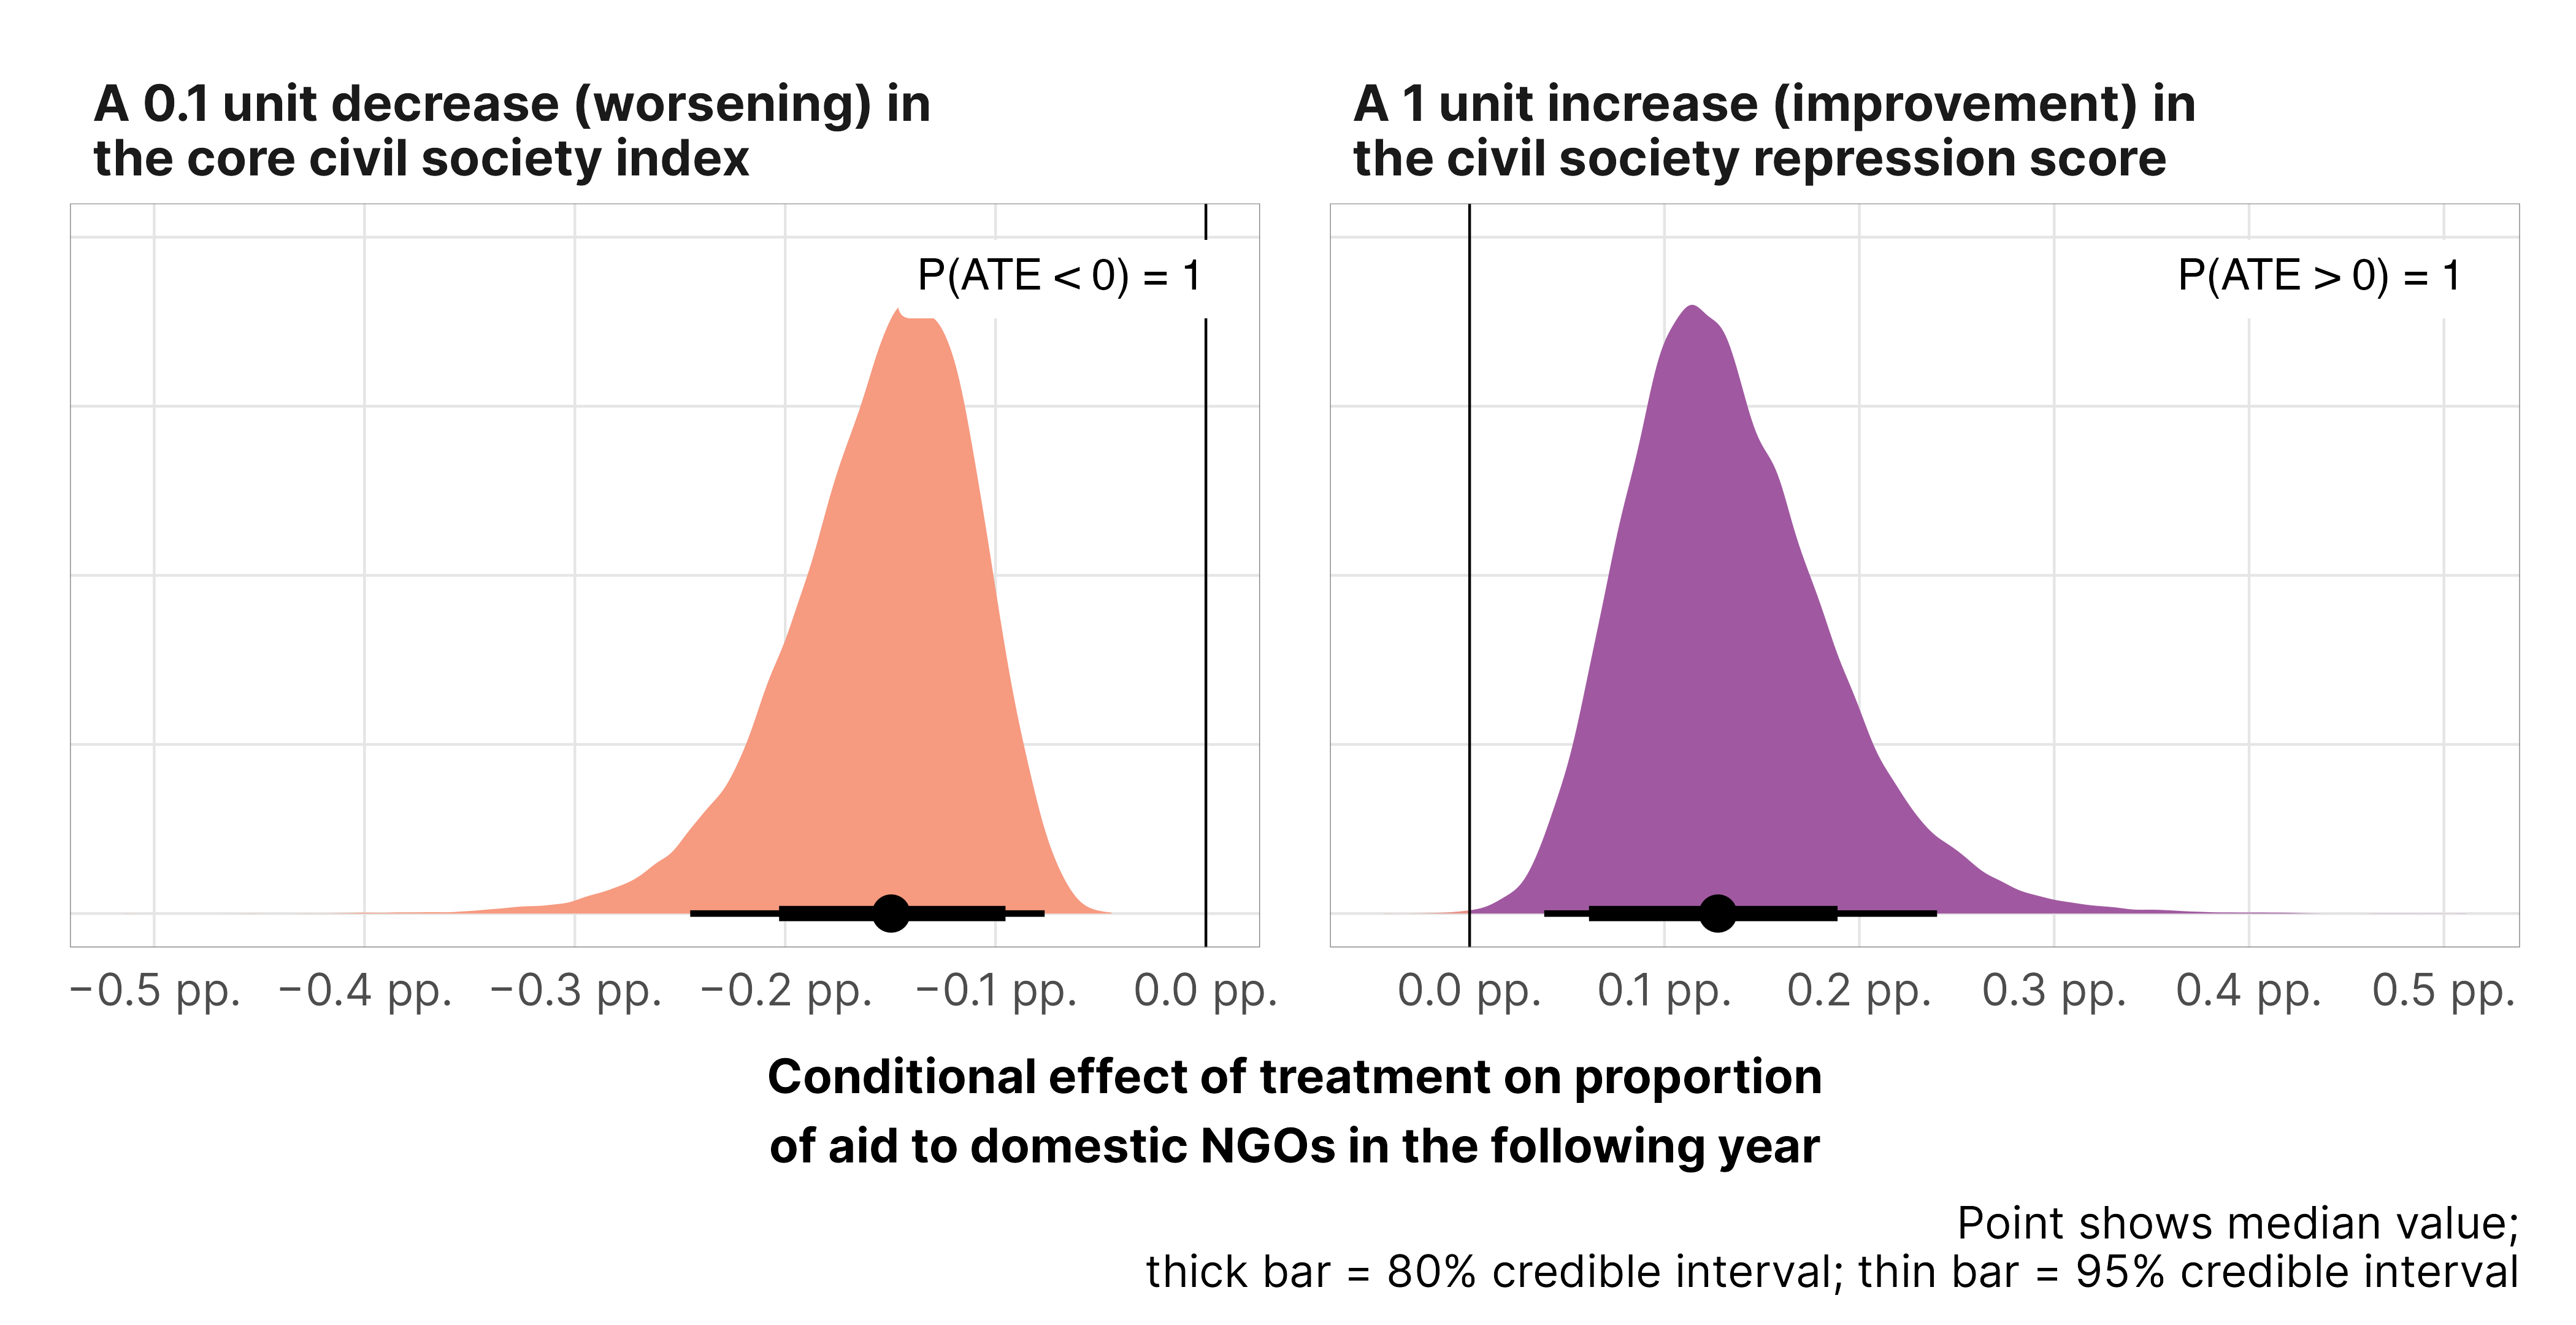 A 0.1 unit decrease (worsening) in
the core civil society index
A 1 unit increase (improvement) in
the civil society repression score
P(ATE < 0) = 1
P(ATE > 0) = 1
−0.5 pp. −0.4 pp. −0.3 pp. −0.2 pp. −0.1 pp. 0.0 pp.
0.0 pp. 0.1 pp. 0.2 pp. 0.3 pp. 0.4 pp. 0.5 pp.
Conditional effect of treatment on proportion
of aid to domestic NGOs in the following year
Point shows median value;
thick bar = 80% credible interval; thin bar = 95% credible interval